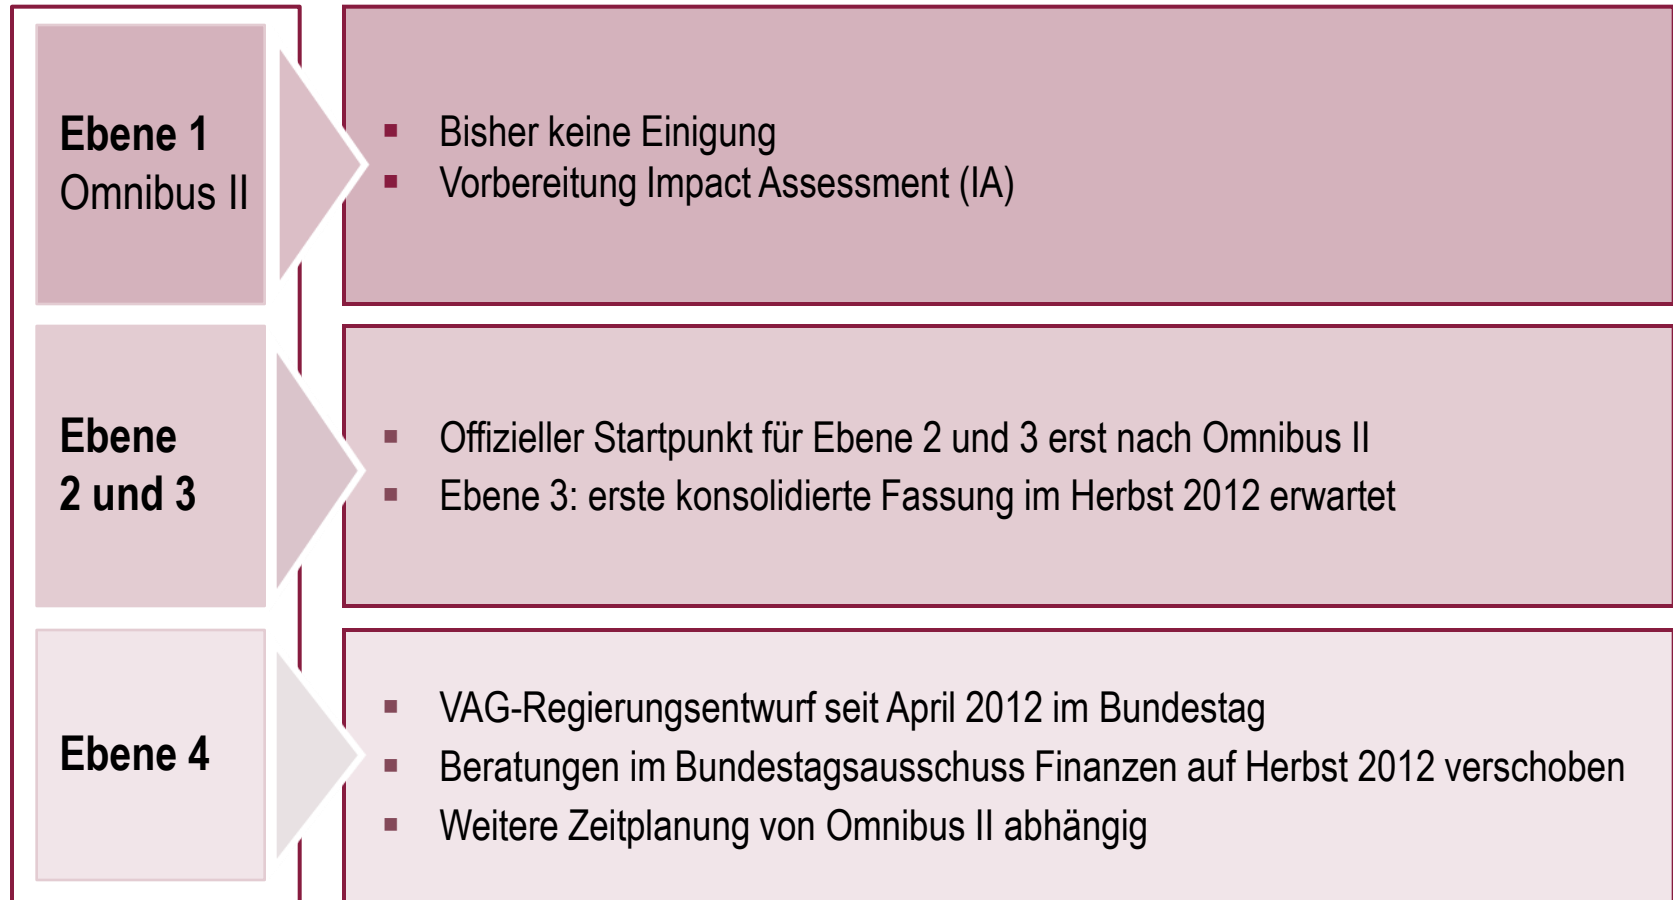 Ebene 1
Omnibus II
▪ Bisher keine Einigung
▪ Vorbereitung Impact Assessment (IA)
Ebene
2 und 3
▪ Offizieller Startpunkt für Ebene 2 und 3 erst nach Omnibus II
▪ Ebene 3: erste konsolidierte Fassung im Herbst 2012 erwartet
Ebene 4
▪ VAG-Regierungsentwurf seit April 2012 im Bundestag
▪ Beratungen im Bundestagsausschuss Finanzen auf Herbst 2012 verschoben
▪ Weitere Zeitplanung von Omnibus II abhängig